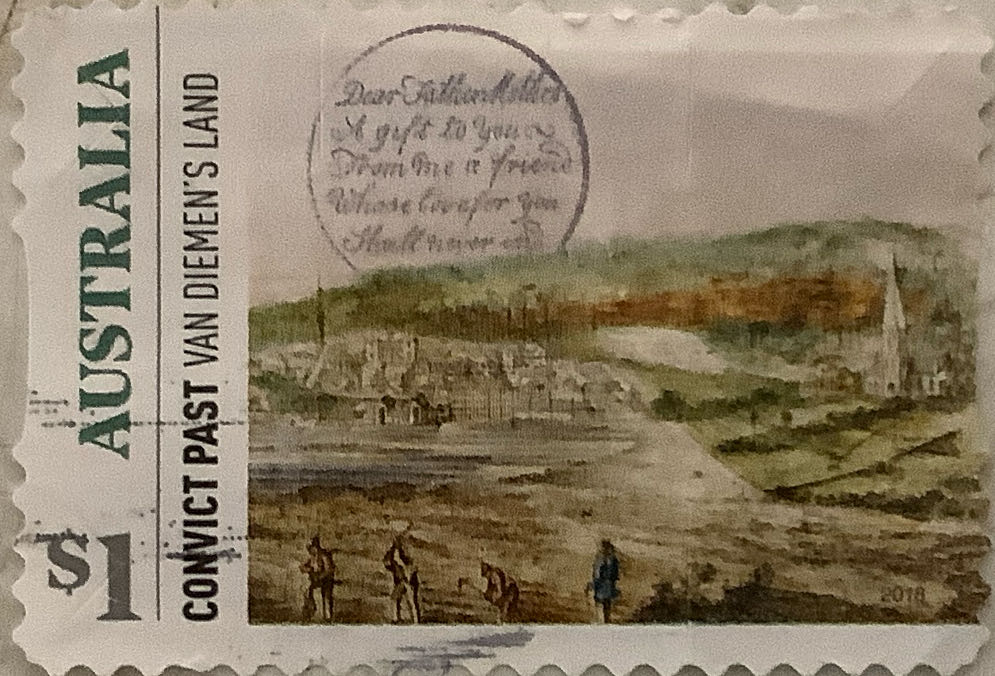 AUSTRALIA
$1
CONVICT PAST VAN DIEMEN'S LAND
Dear Father Mother
A gift to you
From me a friend
Whose love for you
Shall never end
2018